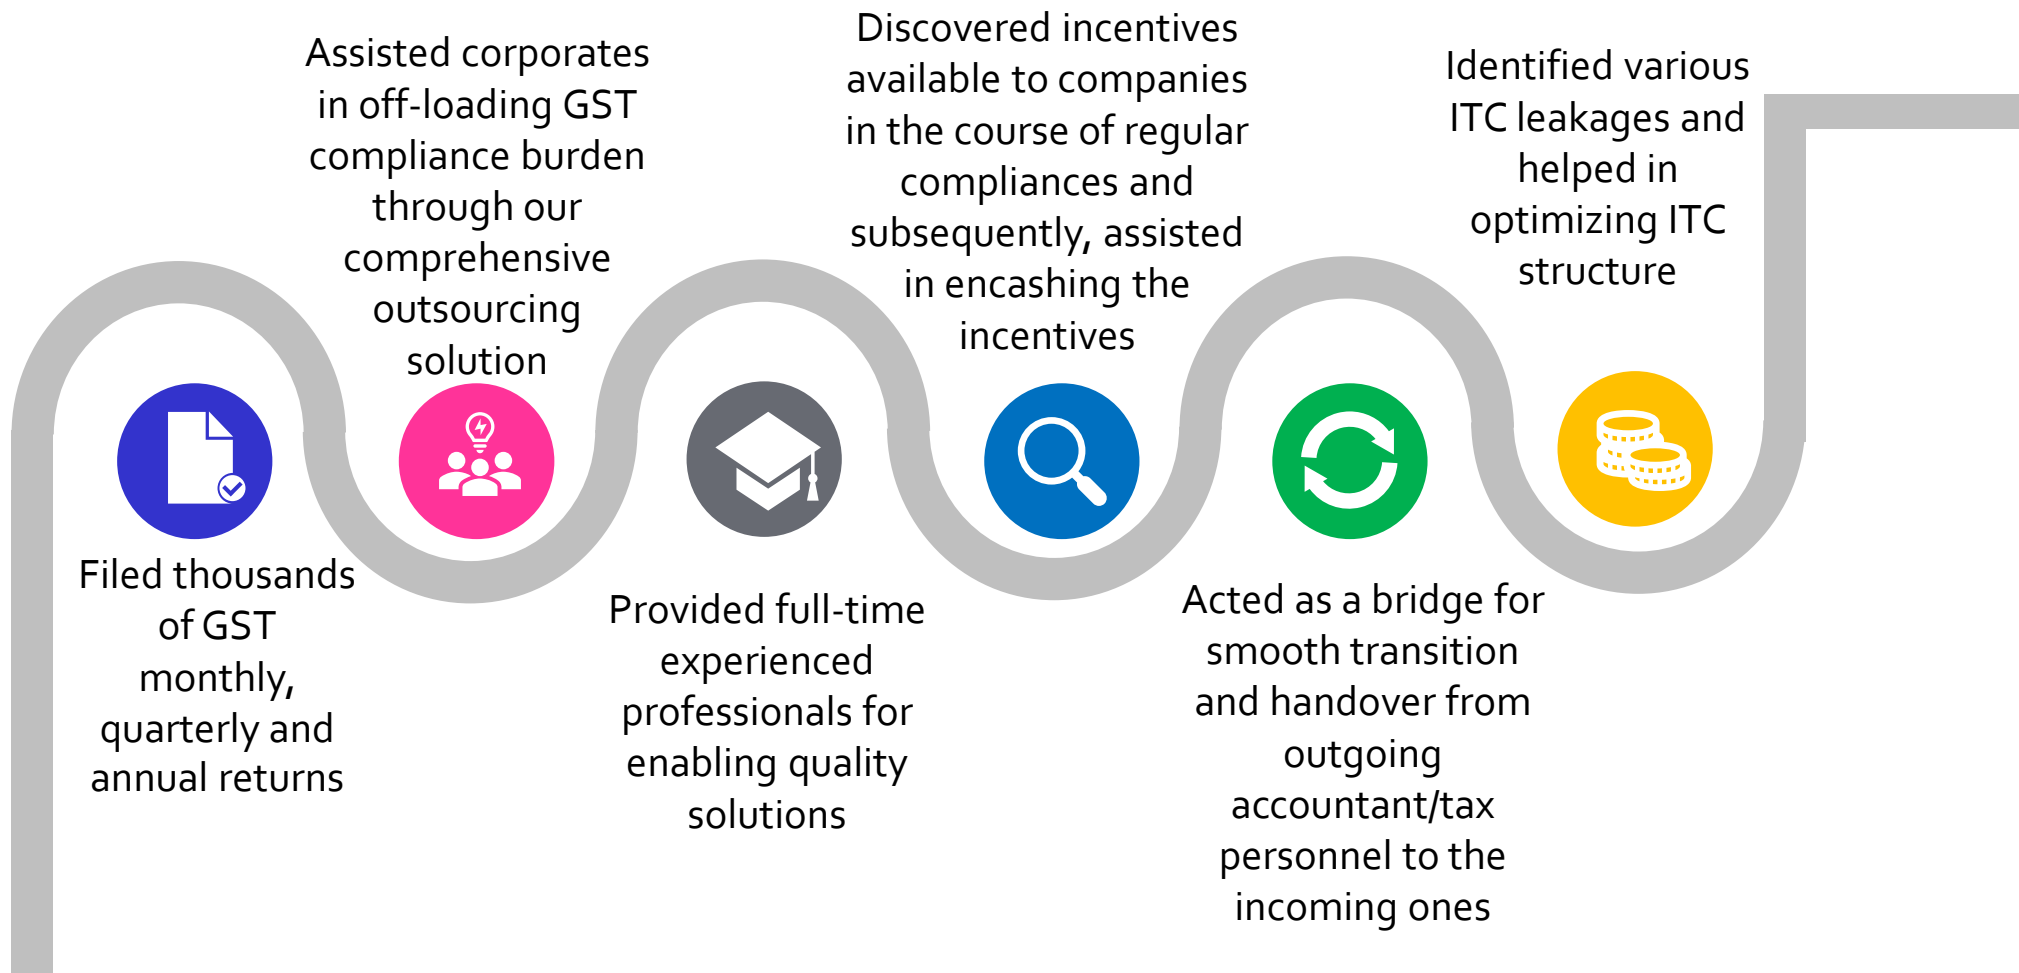 Assisted corporates
in off-loading GST
compliance burden
through our
comprehensive
outsourcing
solution
Discovered incentives
available to companies
in the course of regular
compliances and
subsequently, assisted
in encashing the
incentives
Identified various
ITC leakages and
helped in
optimizing ITC
structure
Filed thousands
of GST
monthly,
quarterly and
annual returns
Provided full-time
experienced
professionals for
enabling quality
solutions
Acted as a bridge for
smooth transition
and handover from
outgoing
accountant/tax
personnel to the
incoming ones